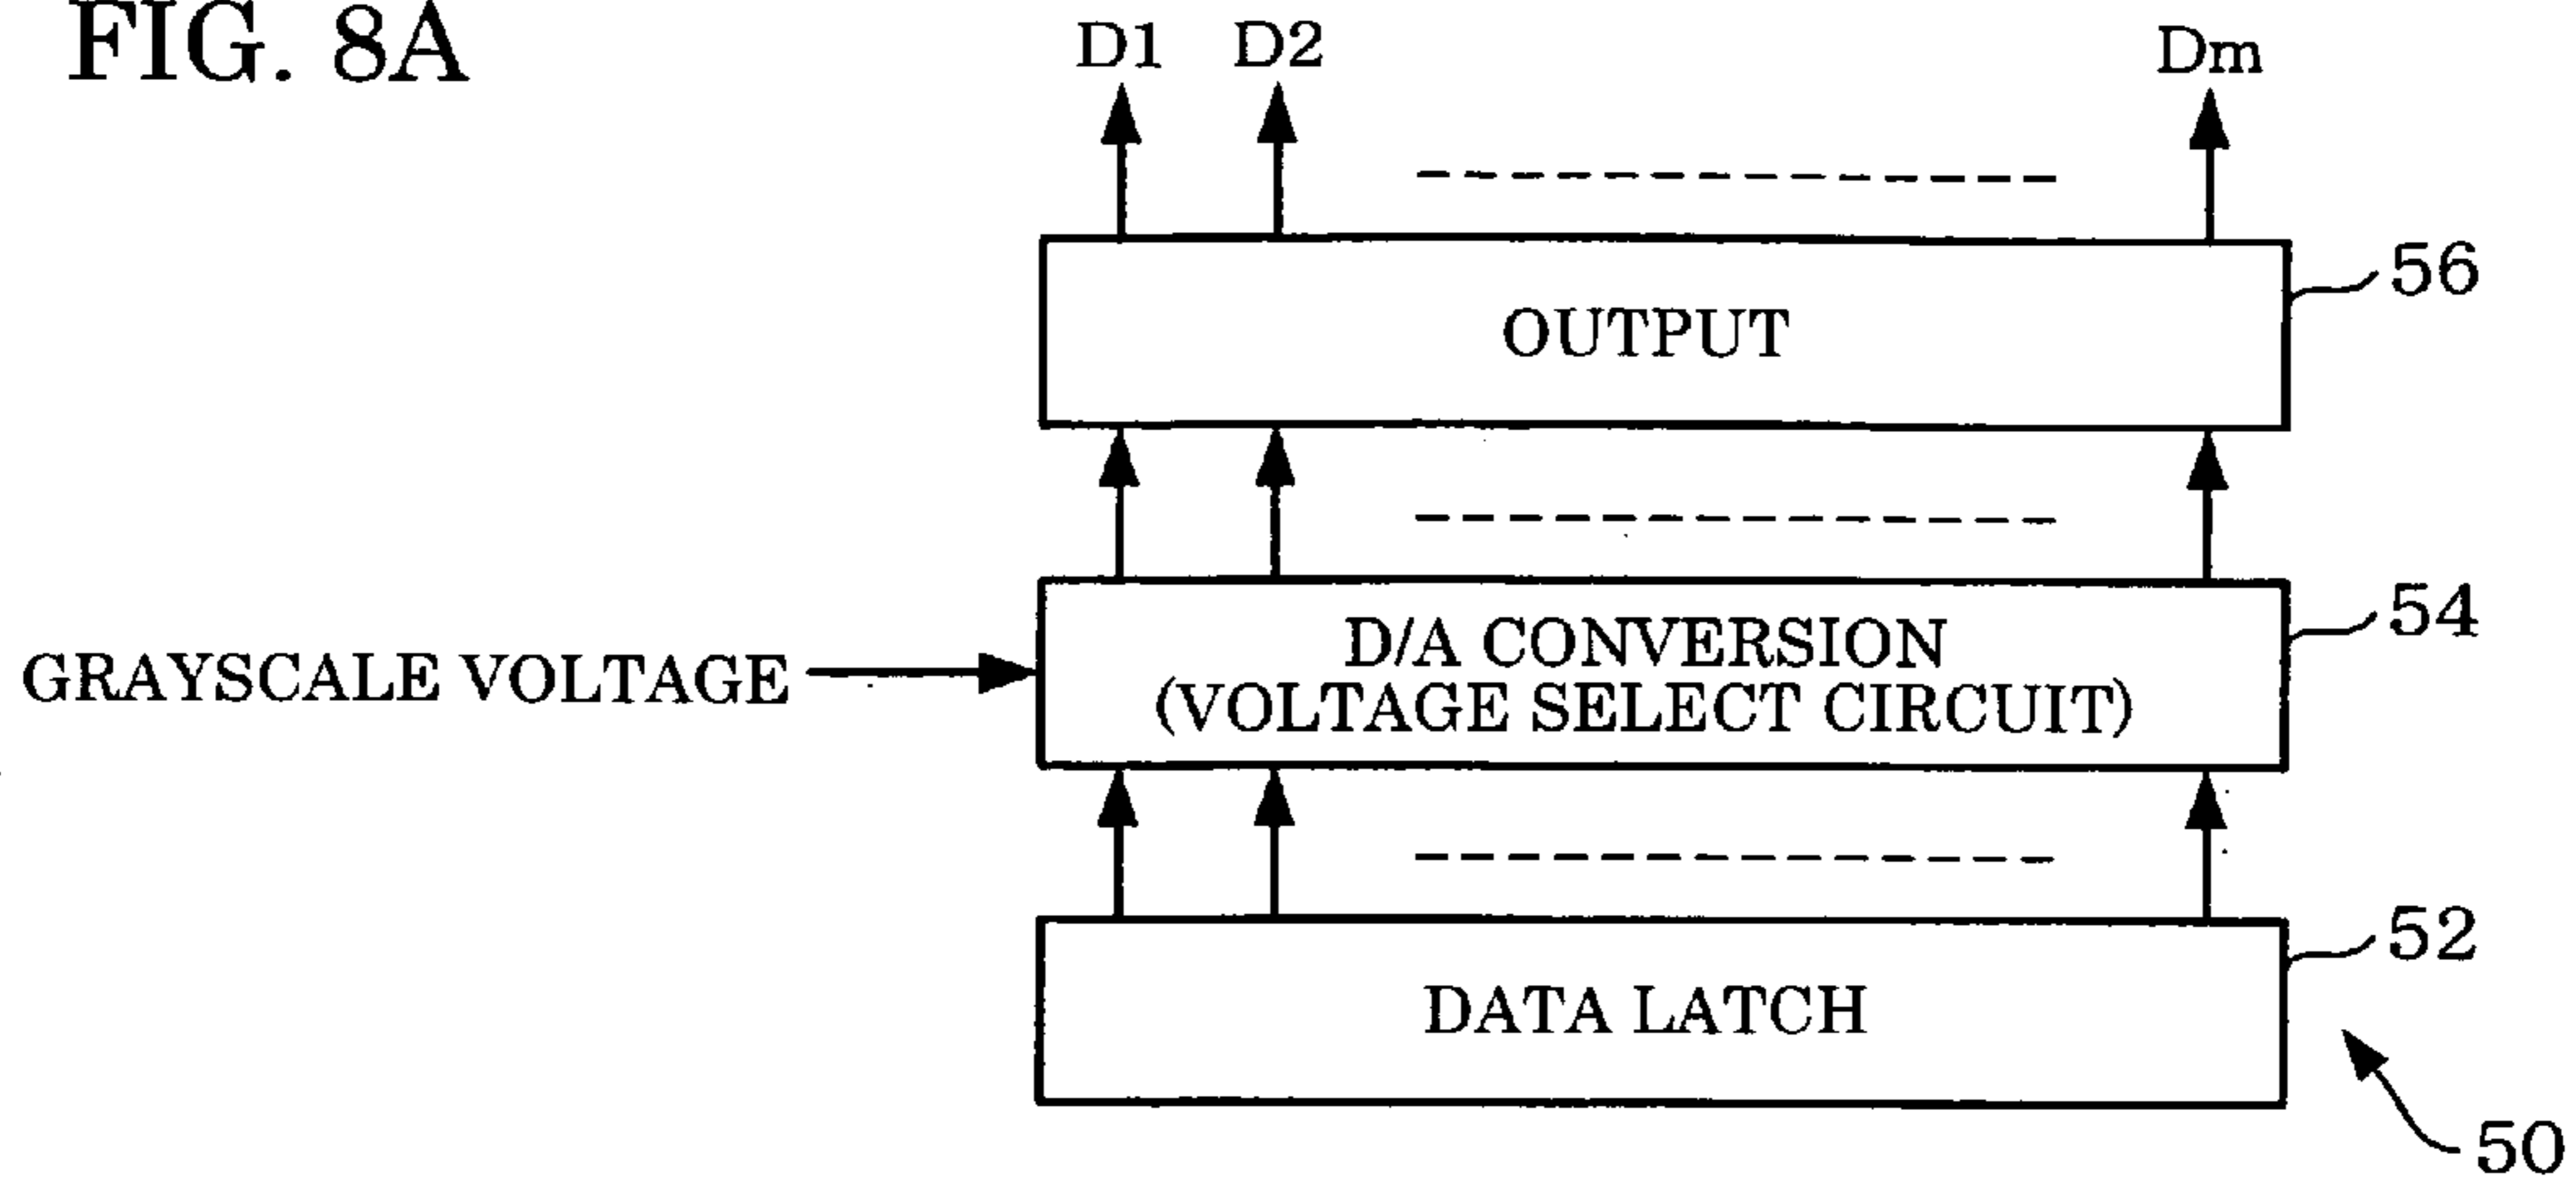 FIG. 8A
D1 D2 Dm
56
OUTPUT
54
D/A CONVERSION
GRAYSCALE VOLTAGE
(VOLTAGE SELECT CIRCUIT)
52
DATA LATCH
50